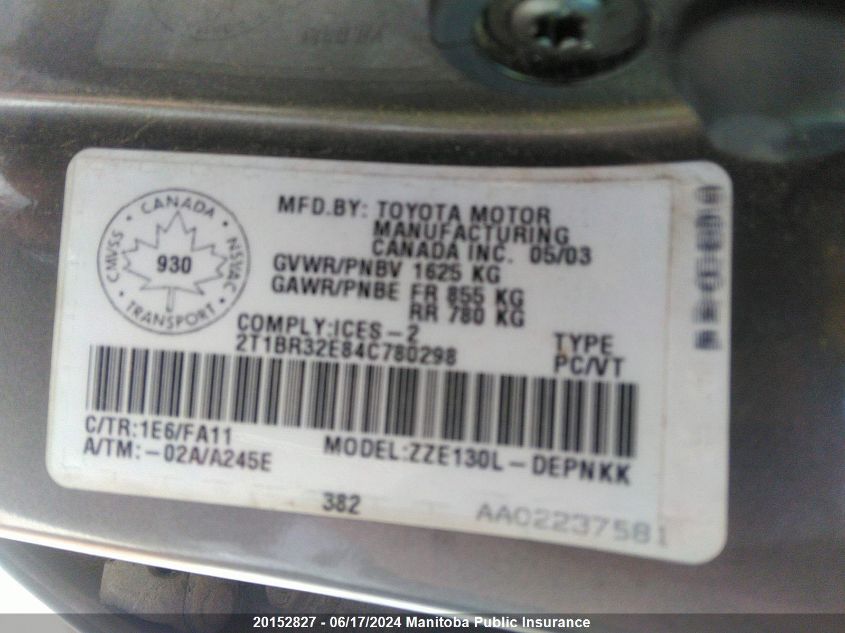 CANADA
CMVSS
NSVAC
930
TRANSPORT
MFD.BY: TOYOTA MOTOR
MANUFACTURING
CANADA INC. 05/03
GVWR/PNBV 1625 KG
GAWR/PNBE FR 855 KG
RR 780 KG
COMPLY:ICES-2
2T1BR32E84C780298
TYPE
PC/VT
C/TR:1E6/FA11
A/TM:-02A/A245E
MODEL:ZZE130L-DEPNKK
382
AA02237581
20152827 - 06/17/2024 Manitoba Public Insurance